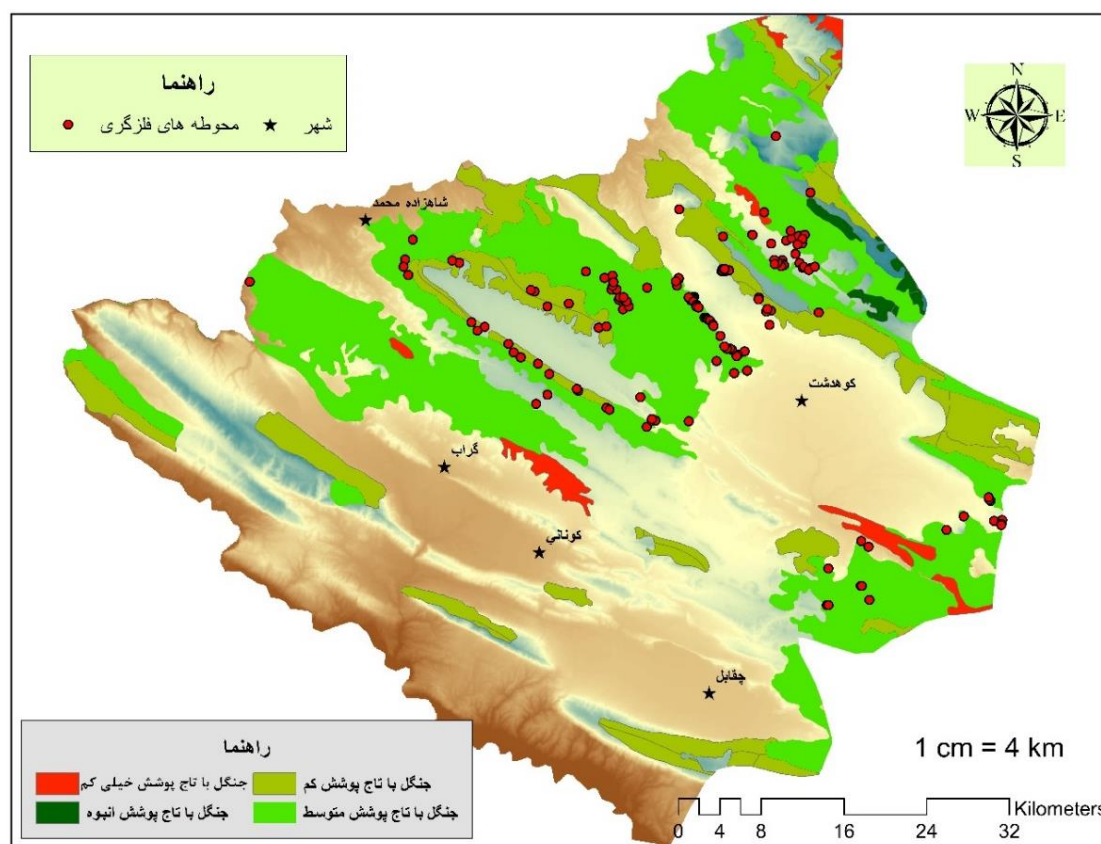 راهنما
شهر
محوطه های فلزگری
N
W E
S
شاهزاده محمد
کوهدشت
گراب
کونانی
چقابل
راهنما
جنگل با تاج پوشش کم
جنگل با تاج پوشش خیلی کم
جنگل با تاج پوشش متوسط
جنگل با تاج پوشش انبوه
1 cm = 4 km
Kilometers
0 4 8 16 24 32